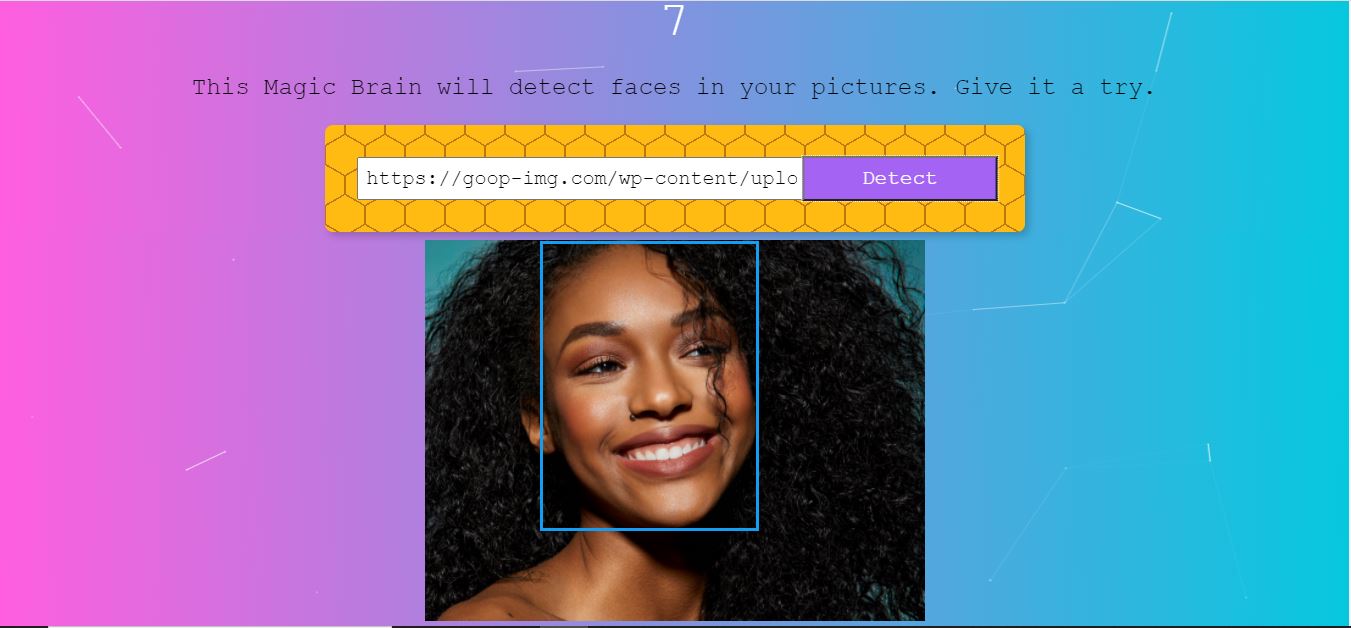 7
This Magic Brain will detect faces in your pictures. Give it a try.
https://goop-img.com/wp-content/uplo
Detect